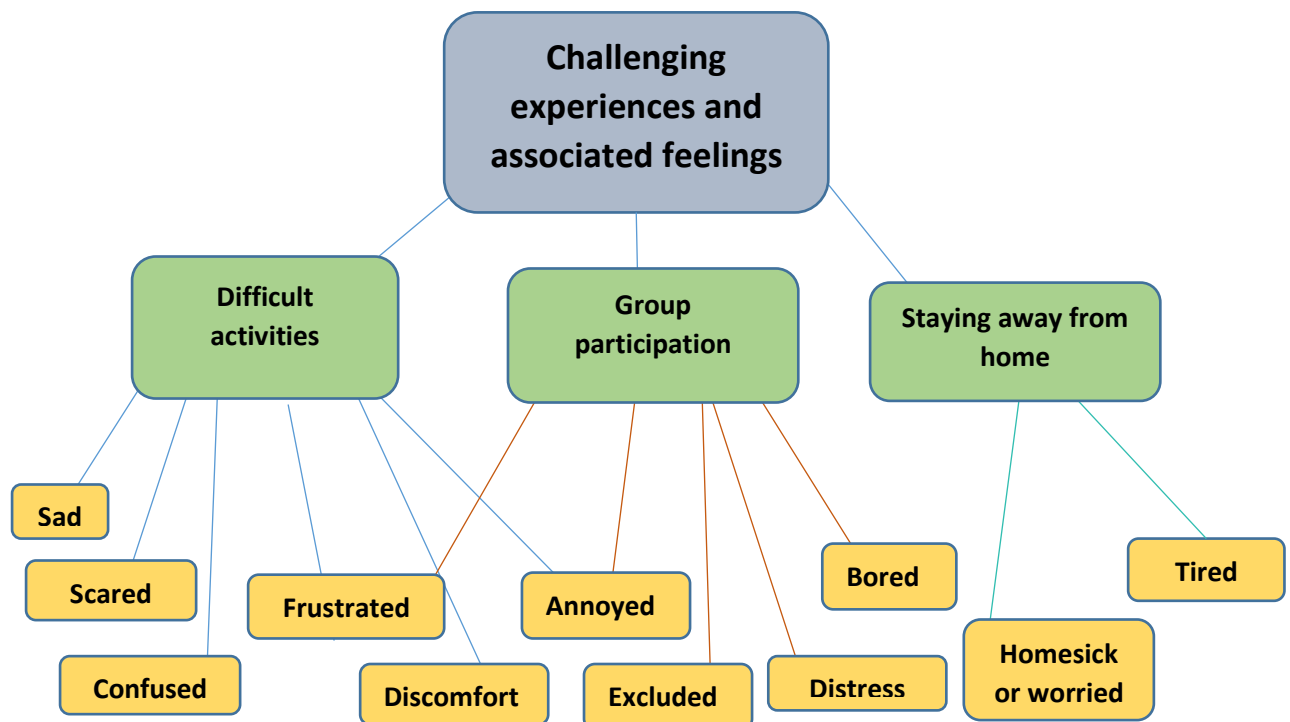 Challenging
experiences and
associated feelings
Difficult
activities
Group
participation
Staying away from
home
Sad
Scared
Confused
Frustrated
Discomfort
Annoyed
Excluded
Distress
Bored
Homesick
or worried
Tired